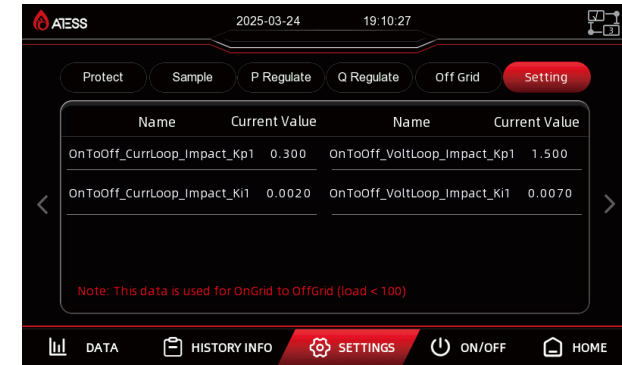 ATESS 2025-03-24 19:10:27
3
Protect Sample P Regulate Q Regulate Off Grid Setting
Name Current Value Name Current Value
OnToOff_CurrLoop_Impact_Kp1 0.300 OnToOff_VoltLoop_Impact_Kp1 1.500
OnToOff_CurrLoop_Impact_Ki1 0.0020 OnToOff_VoltLoop_Impact_Ki1 0.0070
Note: This data is used for OnGrid to OffGrid (load < 100)
DATA HISTORY INFO SETTINGS ON/OFF HOME